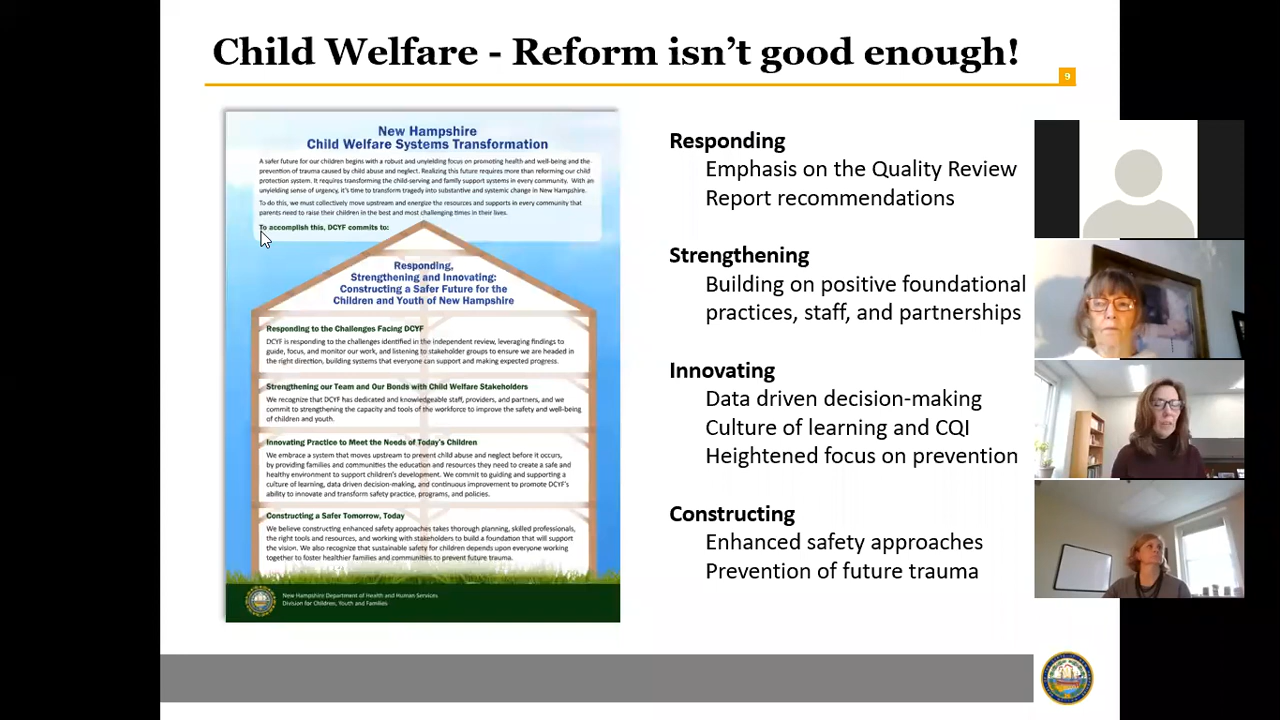 Child Welfare - Reform isn’t good enough!
9
New Hampshire
Child Welfare Systems Transformation
A safer future for our children begins with a robust and unyielding focus on promoting health and well-being and the
prevention of trauma caused by child abuse and neglect. Realizing this future requires more than reforming our child
protection system. It requires transforming the child-serving and family support systems in every community. With an
unyielding sense of urgency, it's time to transform tragedy into substantive and systemic change in New Hampshire.
To do this, we must collectively move upstream and energize the resources and supports in every community that
parents need to raise their children in the best and most challenging times in their lives.
To accomplish this, DCYF commits to:
Responding,
Strengthening and Innovating:
Constructing a Safer Future for the
Children and Youth of New Hampshire
Responding to the Challenges Facing DCYF
DCYF is responding to the challenges identified in the independent review, leveraging findings to
guide, focus, and monitor our work, and listening to stakeholder groups to ensure we are headed in
the right direction, building systems that everyone can support and making expected progress.
Strengthening our Team and Our Bonds with Child Welfare Stakeholders
We recognize that DCYF has dedicated and knowledgeable staff, providers, and partners, and we
commit to strengthening the capacity and tools of the workforce to improve the safety and well-being
of children and youth.
Innovating Practice to Meet the Needs of Today's Children
We embrace a system that moves upstream to prevent child abuse and neglect before it occurs,
by providing families and communities the education and resources they need to create a safe and
healthy environment to support children's development. We commit to guiding and supporting a
culture of learning, data driven decision-making, and continuous improvement to promote DCYF's
ability to innovate and transform safety practice, programs, and policies.
Constructing a Safer Tomorrow, Today
We believe constructing enhanced safety approaches takes thorough planning, skilled professionals,
the right tools and resources, and working with stakeholders to build a foundation that will support
the vision. We also recognize that sustainable safety for children depends upon everyone working
together to foster healthier families and communities to prevent future trauma.
New Hampshire Department of Health and Human Services
Division for Children, Youth and Families
Responding
Emphasis on the Quality Review
Report recommendations
Strengthening
Building on positive foundational
practices, staff, and partnerships
Innovating
Data driven decision-making
Culture of learning and CQI
Heightened focus on prevention
Constructing
Enhanced safety approaches
Prevention of future trauma